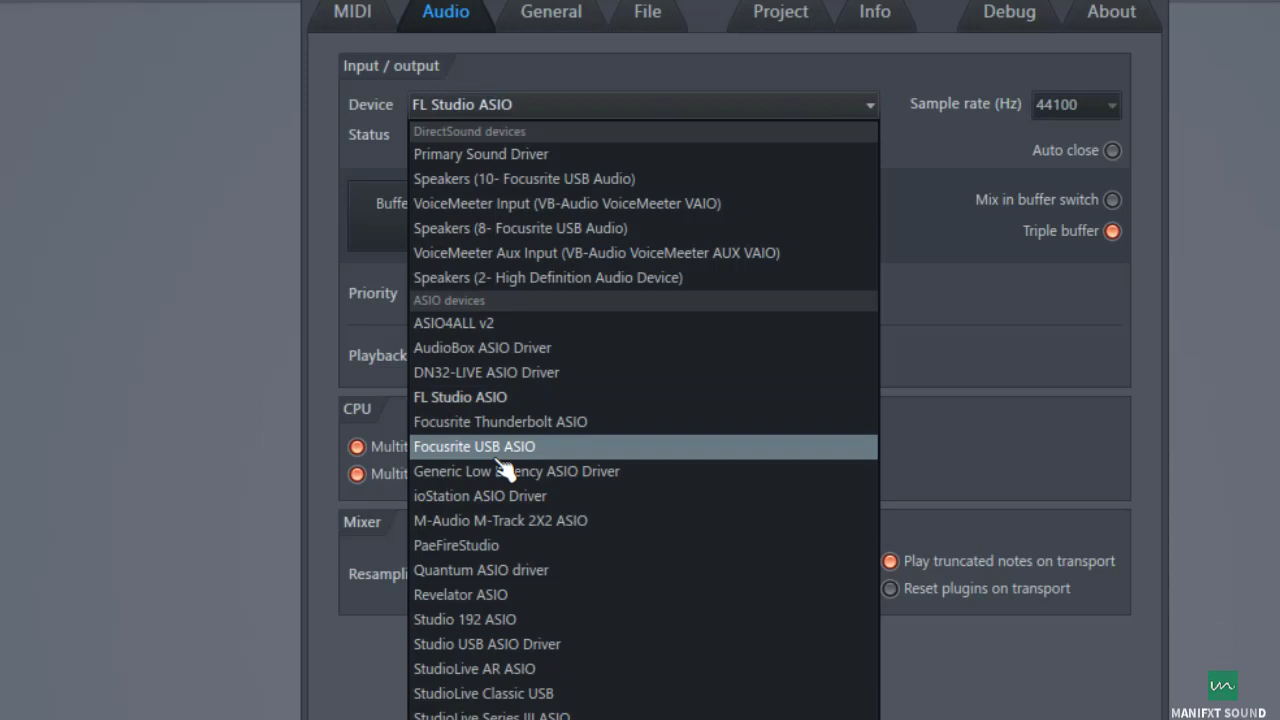 MIDI Audio General File Project Info Debug About
Input / output
Device FL Studio ASIO Sample rate (Hz) 44100
Status DirectSound devices
Primary Sound Driver Auto close
Speakers (10- Focusrite USB Audio)
VoiceMeeter Input (VB-Audio VoiceMeeter VAIO) Mix in buffer switch
Speakers (8- Focusrite USB Audio) Triple buffer
VoiceMeeter Aux Input (VB-Audio VoiceMeeter AUX VAIO)
Speakers (2- High Definition Audio Device)
Priority ASIO devices
ASIO4ALL v2
Playback AudioBox ASIO Driver
DN32-LIVE ASIO Driver
FL Studio ASIO
CPU
Focusrite Thunderbolt ASIO
Focusrite USB ASIO
Generic Low ASIO Driver
ioStation ASIO Driver
Mixer M-Audio M-Track 2X2 ASIO
PaeFireStudio
Play truncated notes on transport
Quantum ASIO driver
Reset plugins on transport
Revelator ASIO
Studio 192 ASIO
Studio USB ASIO Driver
StudioLive AR ASIO
StudioLive Classic USB
StudioLive Series III ASIO
MANIFXT SOUND